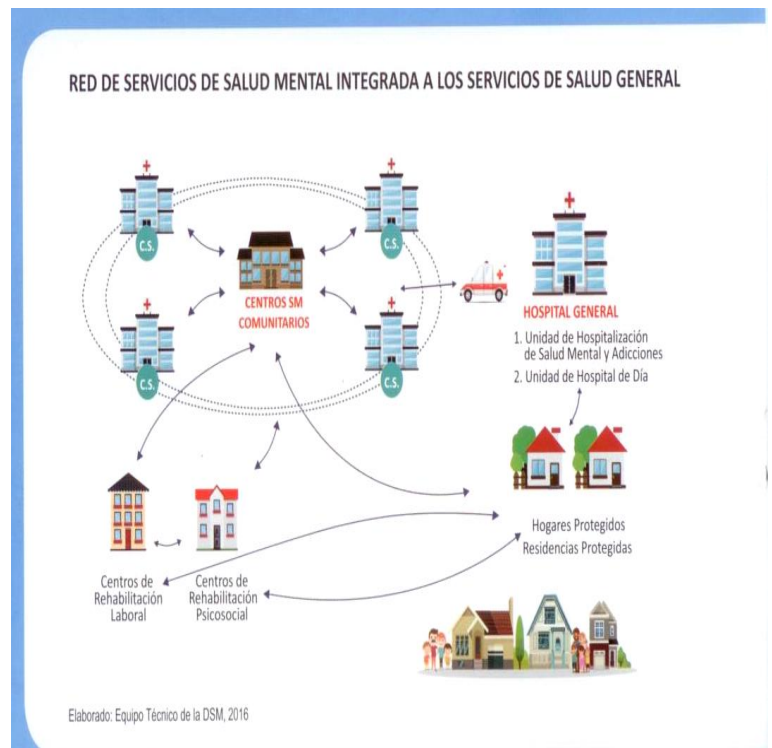 RED DE SERVICIOS DE SALUD MENTAL INTEGRADA A LOS SERVICIOS DE SALUD GENERAL
C.S.
C.S.
CENTROS SM
COMUNITARIOS
C.S.
C.S.
HOSPITAL GENERAL
1. Unidad de Hospitalización
de Salud Mental y Adicciones
2. Unidad de Hospital de Día
Hogares Protegidos
Residencias Protegidas
Centros de
Rehabilitación
Laboral
Centros de
Rehabilitación
Psicosocial
Elaborado: Equipo Técnico de la DSM, 2016